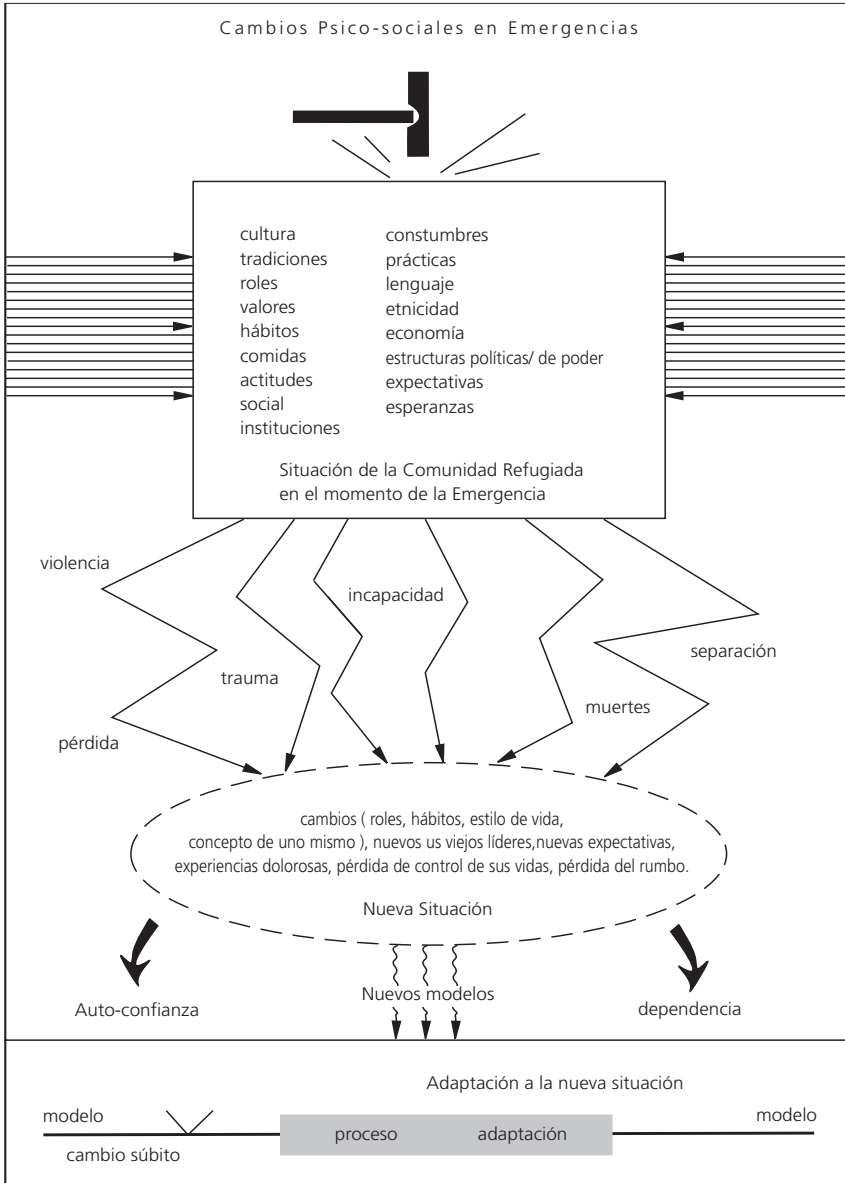 Cambios Psico-sociales en Emergencias
cultura
tradiciones
roles
valores
hábitos
comidas
actitudes
social
instituciones
constumbres
prácticas
lenguaje
etnicidad
economía
estructuras políticas/ de poder
expectativas
esperanzas
Situación de la Comunidad Refugiada
en el momento de la Emergencia
violencia
incapacidad
separación
trauma
muertes
pérdida
cambios ( roles, hábitos, estilo de vida,
concepto de uno mismo ), nuevos us viejos líderes,nuevas expectativas,
experiencias dolorosas, pérdida de control de sus vidas, pérdida del rumbo.
Nueva Situación
Auto-confianza
Nuevos modelos
dependencia
Adaptación a la nueva situación
modelo
modelo
proceso
adaptación
cambio súbito